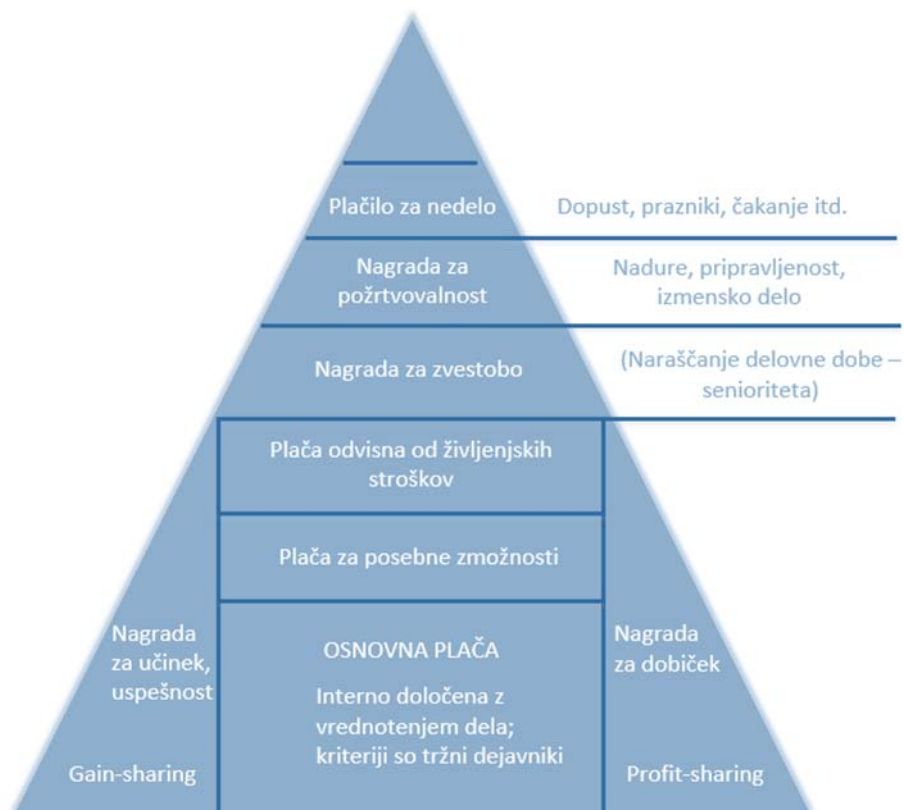 Plačilo za nedelo
Dopust, prazniki, čakanje itd.
Nagrada za
požrtvovalnost
Nadure, pripravljenost,
izmensko delo
Nagrada za zvestobo
(Naraščanje delovne dobe –
senioriteta)
Plača odvisna od življenjskih
stroškov
Plača za posebne zmožnosti
Nagrada
za učinek,
uspešnost
OSNOVNA PLAČA
Interno določena z
vrednotenjem dela;
kriteriji so tržni dejavniki
Nagrada
za dobiček
Gain-sharing
Profit-sharing